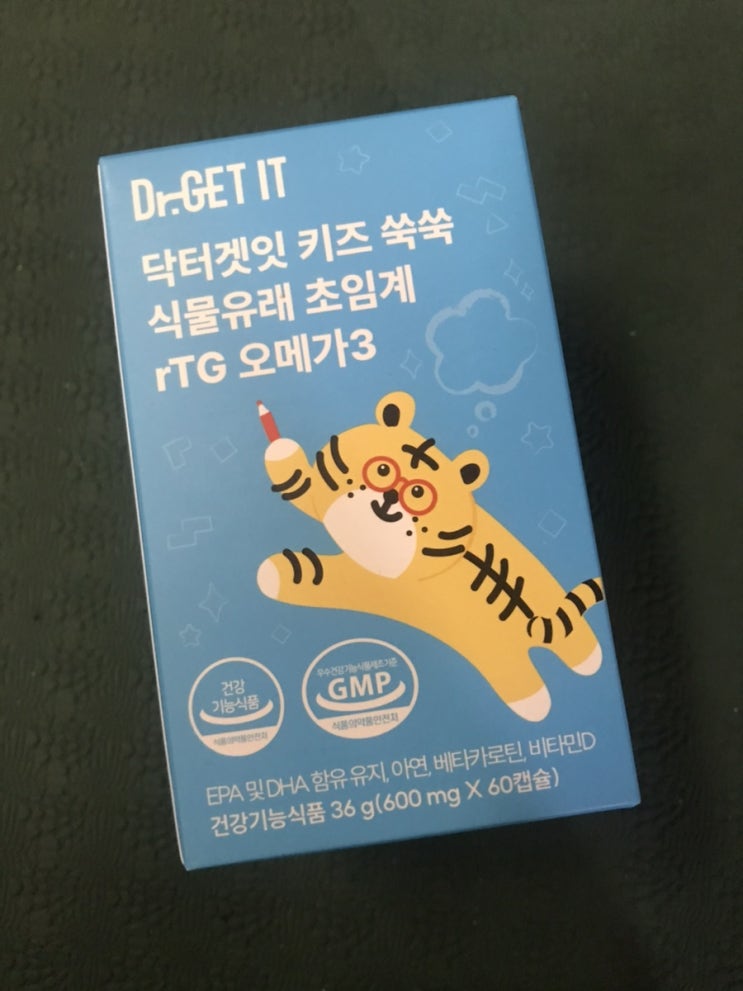 Dr.GET IT
닥터겟잇 키즈 쑥쑥
식물유래 초임계
rTG 오메가3
건강
기능식품
식품의약품안전처
우수건강기능식품제조기준
GMP
식품의약품안전처
EPA 및 DHA 함유 유지, 아연, 베타카로틴, 비타민D
건강기능식품 36 g(600 mg X 60캡슐)